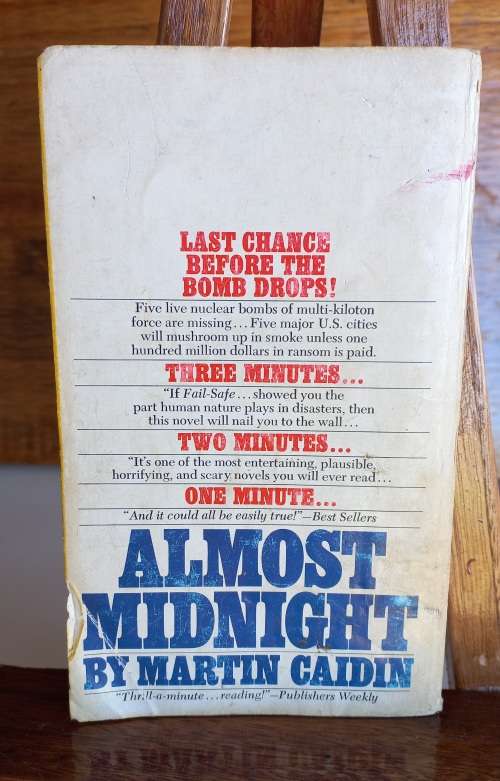 LAST CHANCE
BEFORE THE
BOMB DROPS!
Five live nuclear bombs of multi-kiloton
force are missing...Five major U.S. cities
will mushroom up in smoke unless one
hundred million dollars in ransom is paid.
THREE MINUTES...
"If Fail-Safe...showed you the
part human nature plays in disasters, then
this novel will nail you to the wall...
TWO MINUTES...
"It's one of the most entertaining, plausible,
horrifying, and scary novels you will ever read...
ONE MINUTE...
"And it could all be easily true!"—Best Sellers
ALMOST
MIDNIGHT
BY MARTIN CAIDIN
"Thrill-a-minute...reading!"—Publishers Weekly